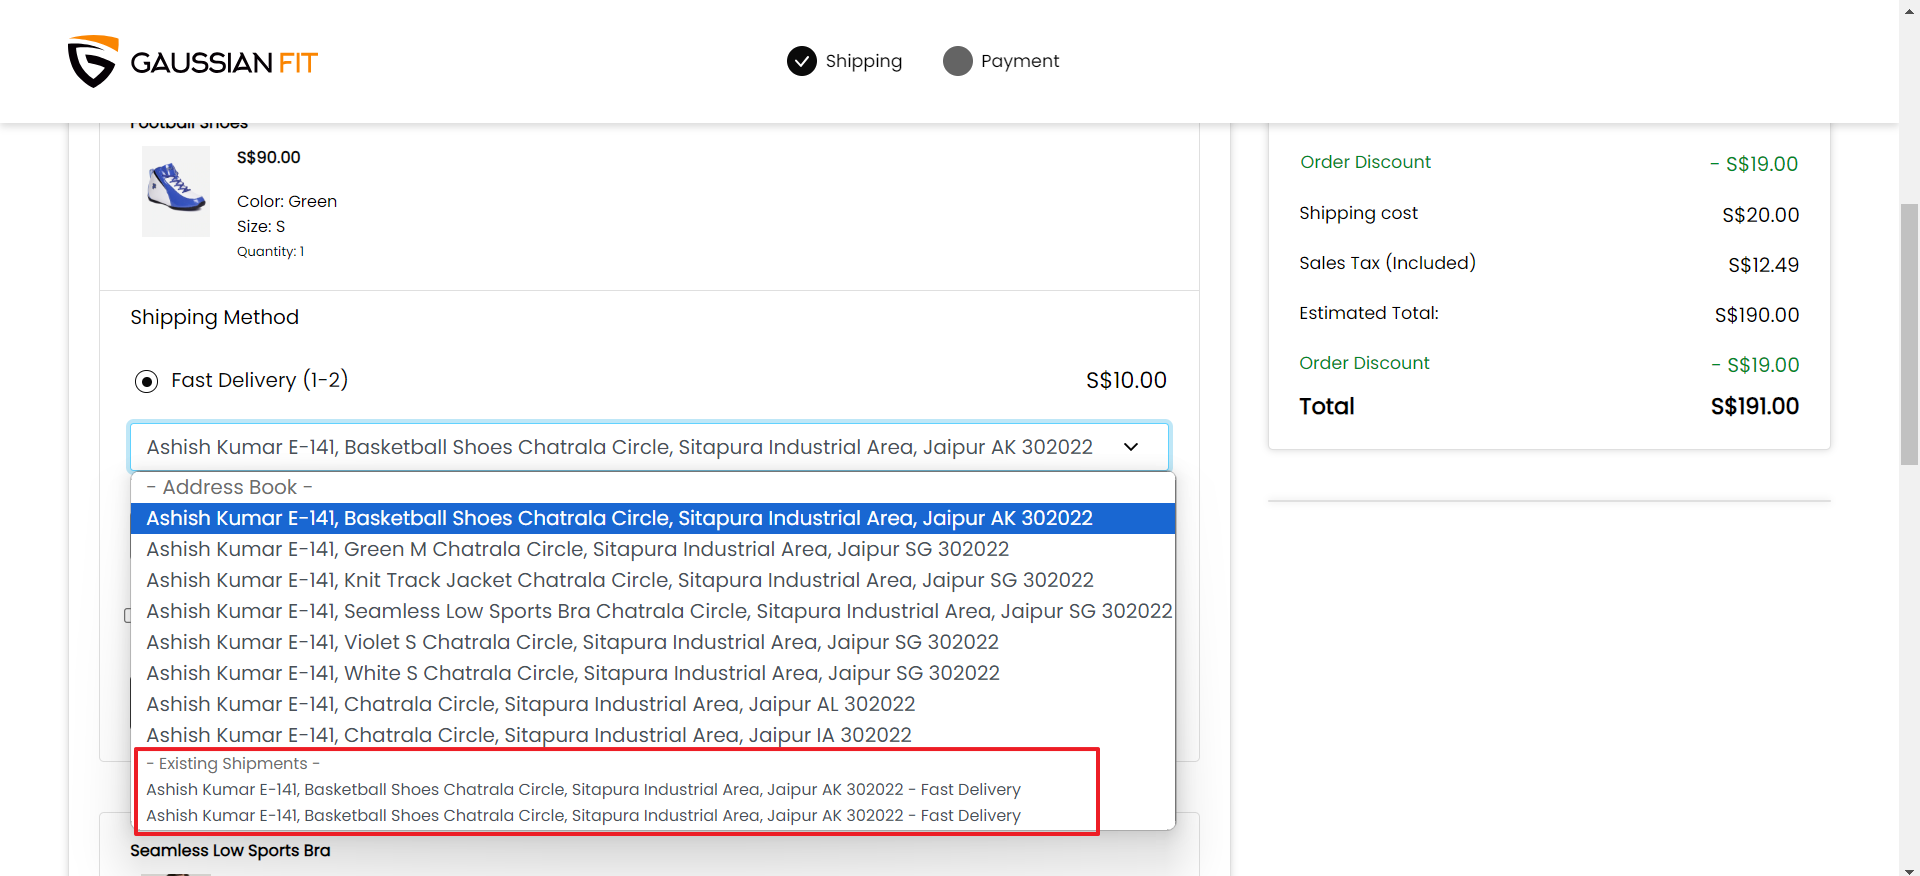 GAUSSIAN FIT
Shipping
Payment
Football Shoes
S$90.00
Color: Green
Size: S
Quantity: 1
Shipping Method
Fast Delivery (1-2)
S$10.00
Ashish Kumar E-141, Basketball Shoes Chatrala Circle, Sitapura Industrial Area, Jaipur AK 302022
- Address Book -
Ashish Kumar E-141, Basketball Shoes Chatrala Circle, Sitapura Industrial Area, Jaipur AK 302022
Ashish Kumar E-141, Green M Chatrala Circle, Sitapura Industrial Area, Jaipur SG 302022
Ashish Kumar E-141, Knit Track Jacket Chatrala Circle, Sitapura Industrial Area, Jaipur SG 302022
Ashish Kumar E-141, Seamless Low Sports Bra Chatrala Circle, Sitapura Industrial Area, Jaipur SG 302022
Ashish Kumar E-141, Violet S Chatrala Circle, Sitapura Industrial Area, Jaipur SG 302022
Ashish Kumar E-141, White S Chatrala Circle, Sitapura Industrial Area, Jaipur SG 302022
Ashish Kumar E-141, Chatrala Circle, Sitapura Industrial Area, Jaipur AL 302022
Ashish Kumar E-141, Chatrala Circle, Sitapura Industrial Area, Jaipur IA 302022
- Existing Shipments -
Ashish Kumar E-141, Basketball Shoes Chatrala Circle, Sitapura Industrial Area, Jaipur AK 302022 - Fast Delivery
Ashish Kumar E-141, Basketball Shoes Chatrala Circle, Sitapura Industrial Area, Jaipur AK 302022 - Fast Delivery
Seamless Low Sports Bra
Order Discount - S$19.00
Shipping cost S$20.00
Sales Tax (Included) S$12.49
Estimated Total: S$190.00
Order Discount - S$19.00
Total S$191.00